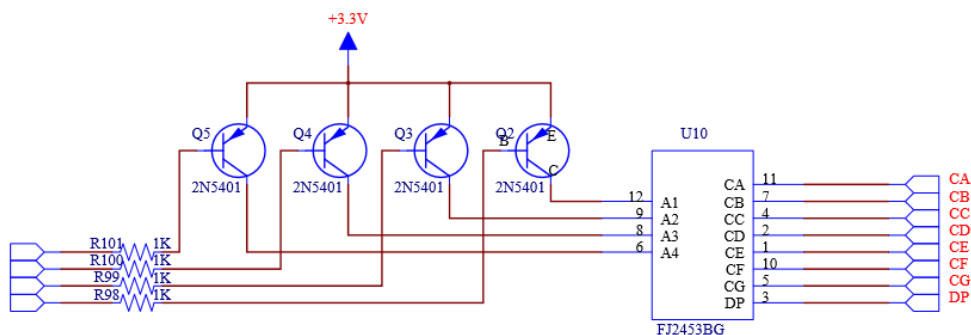 +3.3V
Q5 Q4 Q3 Q2
B E
C
2N5401 2N5401 2N5401 2N5401
U10
CA 11 CA
12 A1 CB 7 CB
9 A2 CC 4 CC
8 A3 CD 2 CD
6 A4 CE 1 CE
CF 10 CF
CG 5 CG
DP 3 DP
R101 1K
R100 1K
R99 1K
R98 1K
FJ2453BG